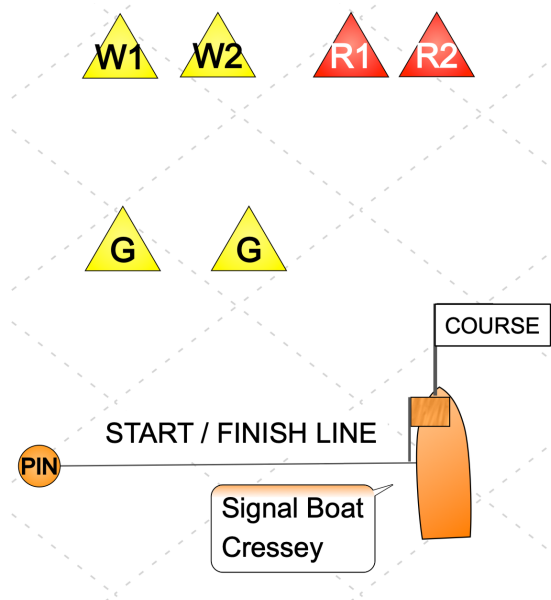 W1
W2
R1
R2
G
G
COURSE
START / FINISH LINE
PIN
Signal Boat
Cressey